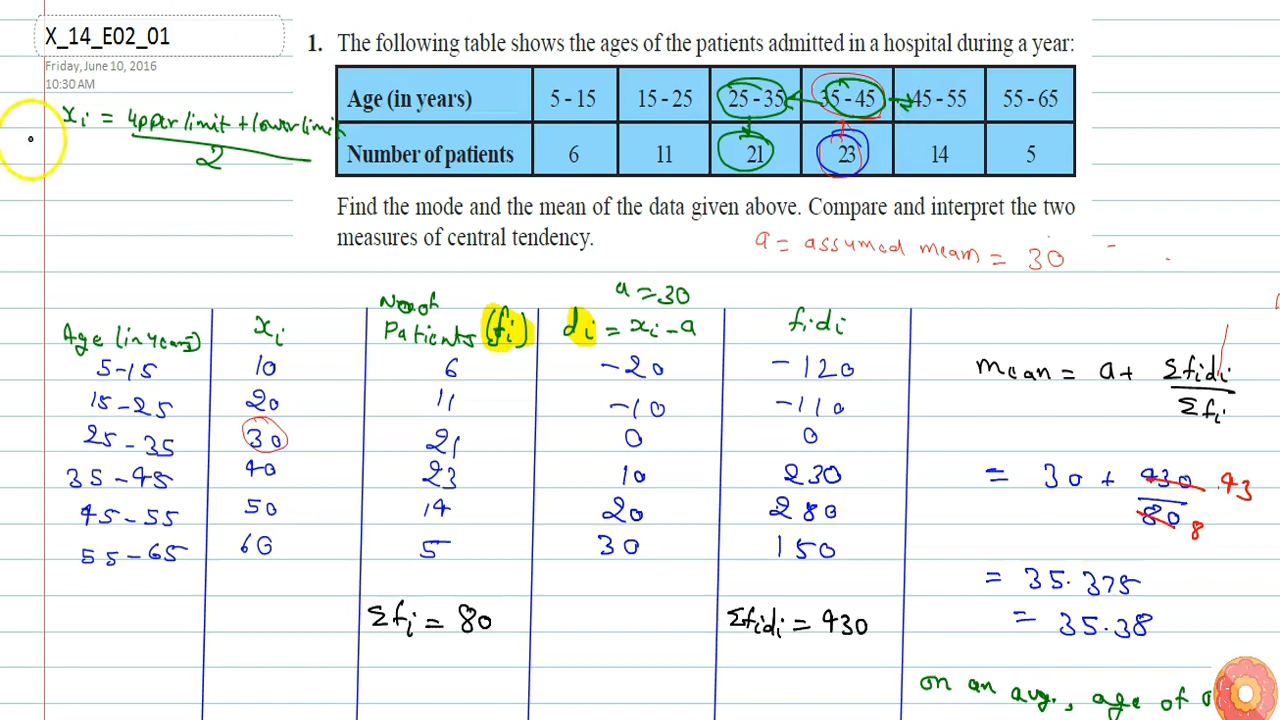 X_14_E02_01
Friday, June 10, 2016
10:30 AM
xi = upper limit + lower limit
2
1. The following table shows the ages of the patients admitted in a hospital during a year:
Age (in years) 5 - 15 15 - 25 25 - 35 35 - 45 45 - 55 55 - 65
Number of patients 6 11 21 23 14 5
Find the mode and the mean of the data given above. Compare and interpret the two
measures of central tendency.
a = assumed mean = 30
Age (in years) xi No of Patients (fi) di = xi - a fidi
a = 30
5-15 10 6 -20 -120
15-25 20 11 -10 -110
25-35 30 21 0 0
35-45 40 23 10 230
45-55 50 14 20 280
55-65 60 5 30 150
Σfi = 80 Σfidi = 430
mean = a + Σfidi
Σfi
= 30 + 430 43
80 8
= 35.375
= 35.38
on an avg, age of